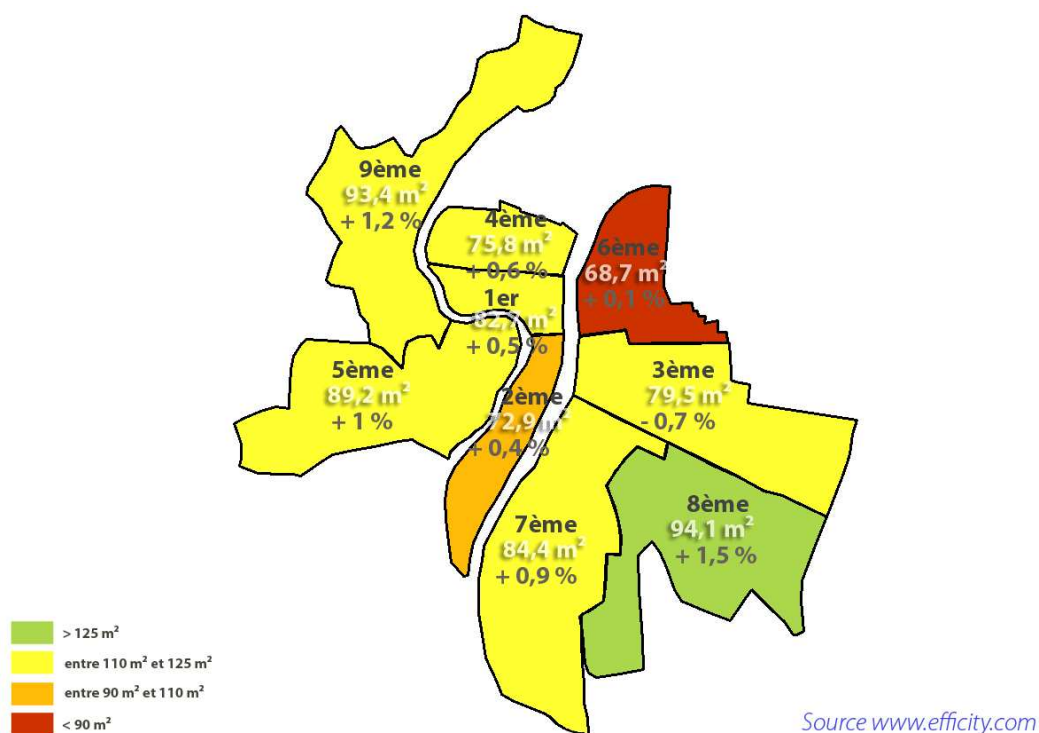 9ème
93,4 m²
+ 1,2 %
4ème
75,8 m²
+ 0,6 %
6ème
68,7 m²
+ 0,1 %
1er
82,7 m²
+ 0,5 %
5ème
89,2 m²
+ 1 %
2ème
72,9 m²
+ 0,4 %
3ème
79,5 m²
- 0,7 %
7ème
84,4 m²
+ 0,9 %
8ème
94,1 m²
+ 1,5 %
> 125 m²
entre 110 m² et 125 m²
entre 90 m² et 110 m²
< 90 m²
Source www.efficity.com